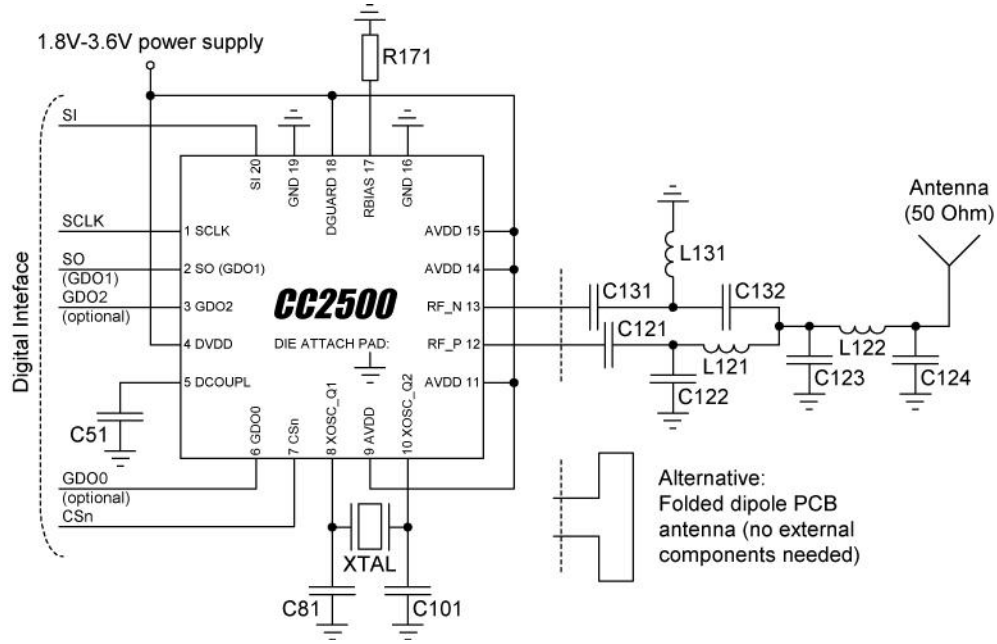 1.8V-3.6V power supply
R171
SI
SI 20
GND 19
DGUARD 18
RBIAS 17
GND 16
Antenna
(50 Ohm)
SCLK
1 SCLK
AVDD 15
L131
SO
(GDO1)
2 SO (GDO1)
AVDD 14
GDO2
(optional)
3 GDO2
CC2500
RF_N 13
C131
C132
Digital Inteface
4 DVDD
DIE ATTACH PAD:
RF_P 12
C121
L121
L122
C122
C123
C124
5 DCOUPL
AVDD 11
C51
6 GDO0
7 CSn
8 XOSC_Q1
9 AVDD
10 XOSC_Q2
GDO0
(optional)
CSn
XTAL
C81
C101
Alternative:
Folded dipole PCB
antenna (no external
components needed)